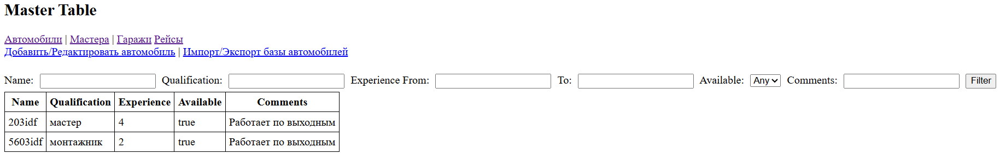 Master Table
Автомобили | Мастера | Гаражи Рейсы
Добавить/Редактировать автомобиль | Импорт/Экспорт базы автомобилей
Name: Qualification: Experience From: To: Available: Any Comments: Filter
Name Qualification Experience Available Comments
203idf мастер 4 true Работает по выходным
5603idf монтажник 2 true Работает по выходным